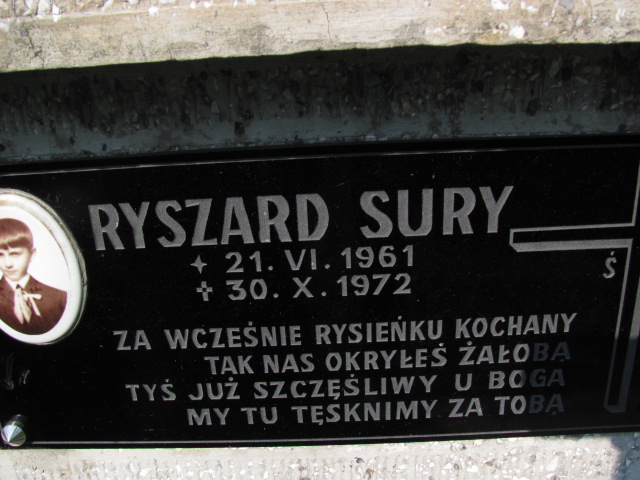 RYSZARD SURY
✦ 21. VI. 1961
✝ 30. X. 1972
Ś
ZA WCZEŚNIE RYSIEŃKU KOCHANY
TAK NAS OKRYŁEŚ ŻAŁOBĄ
TYŚ JUŻ SZCZĘŚLIWY U BOGA
MY TU TĘSKNIMY ZA TOBĄ